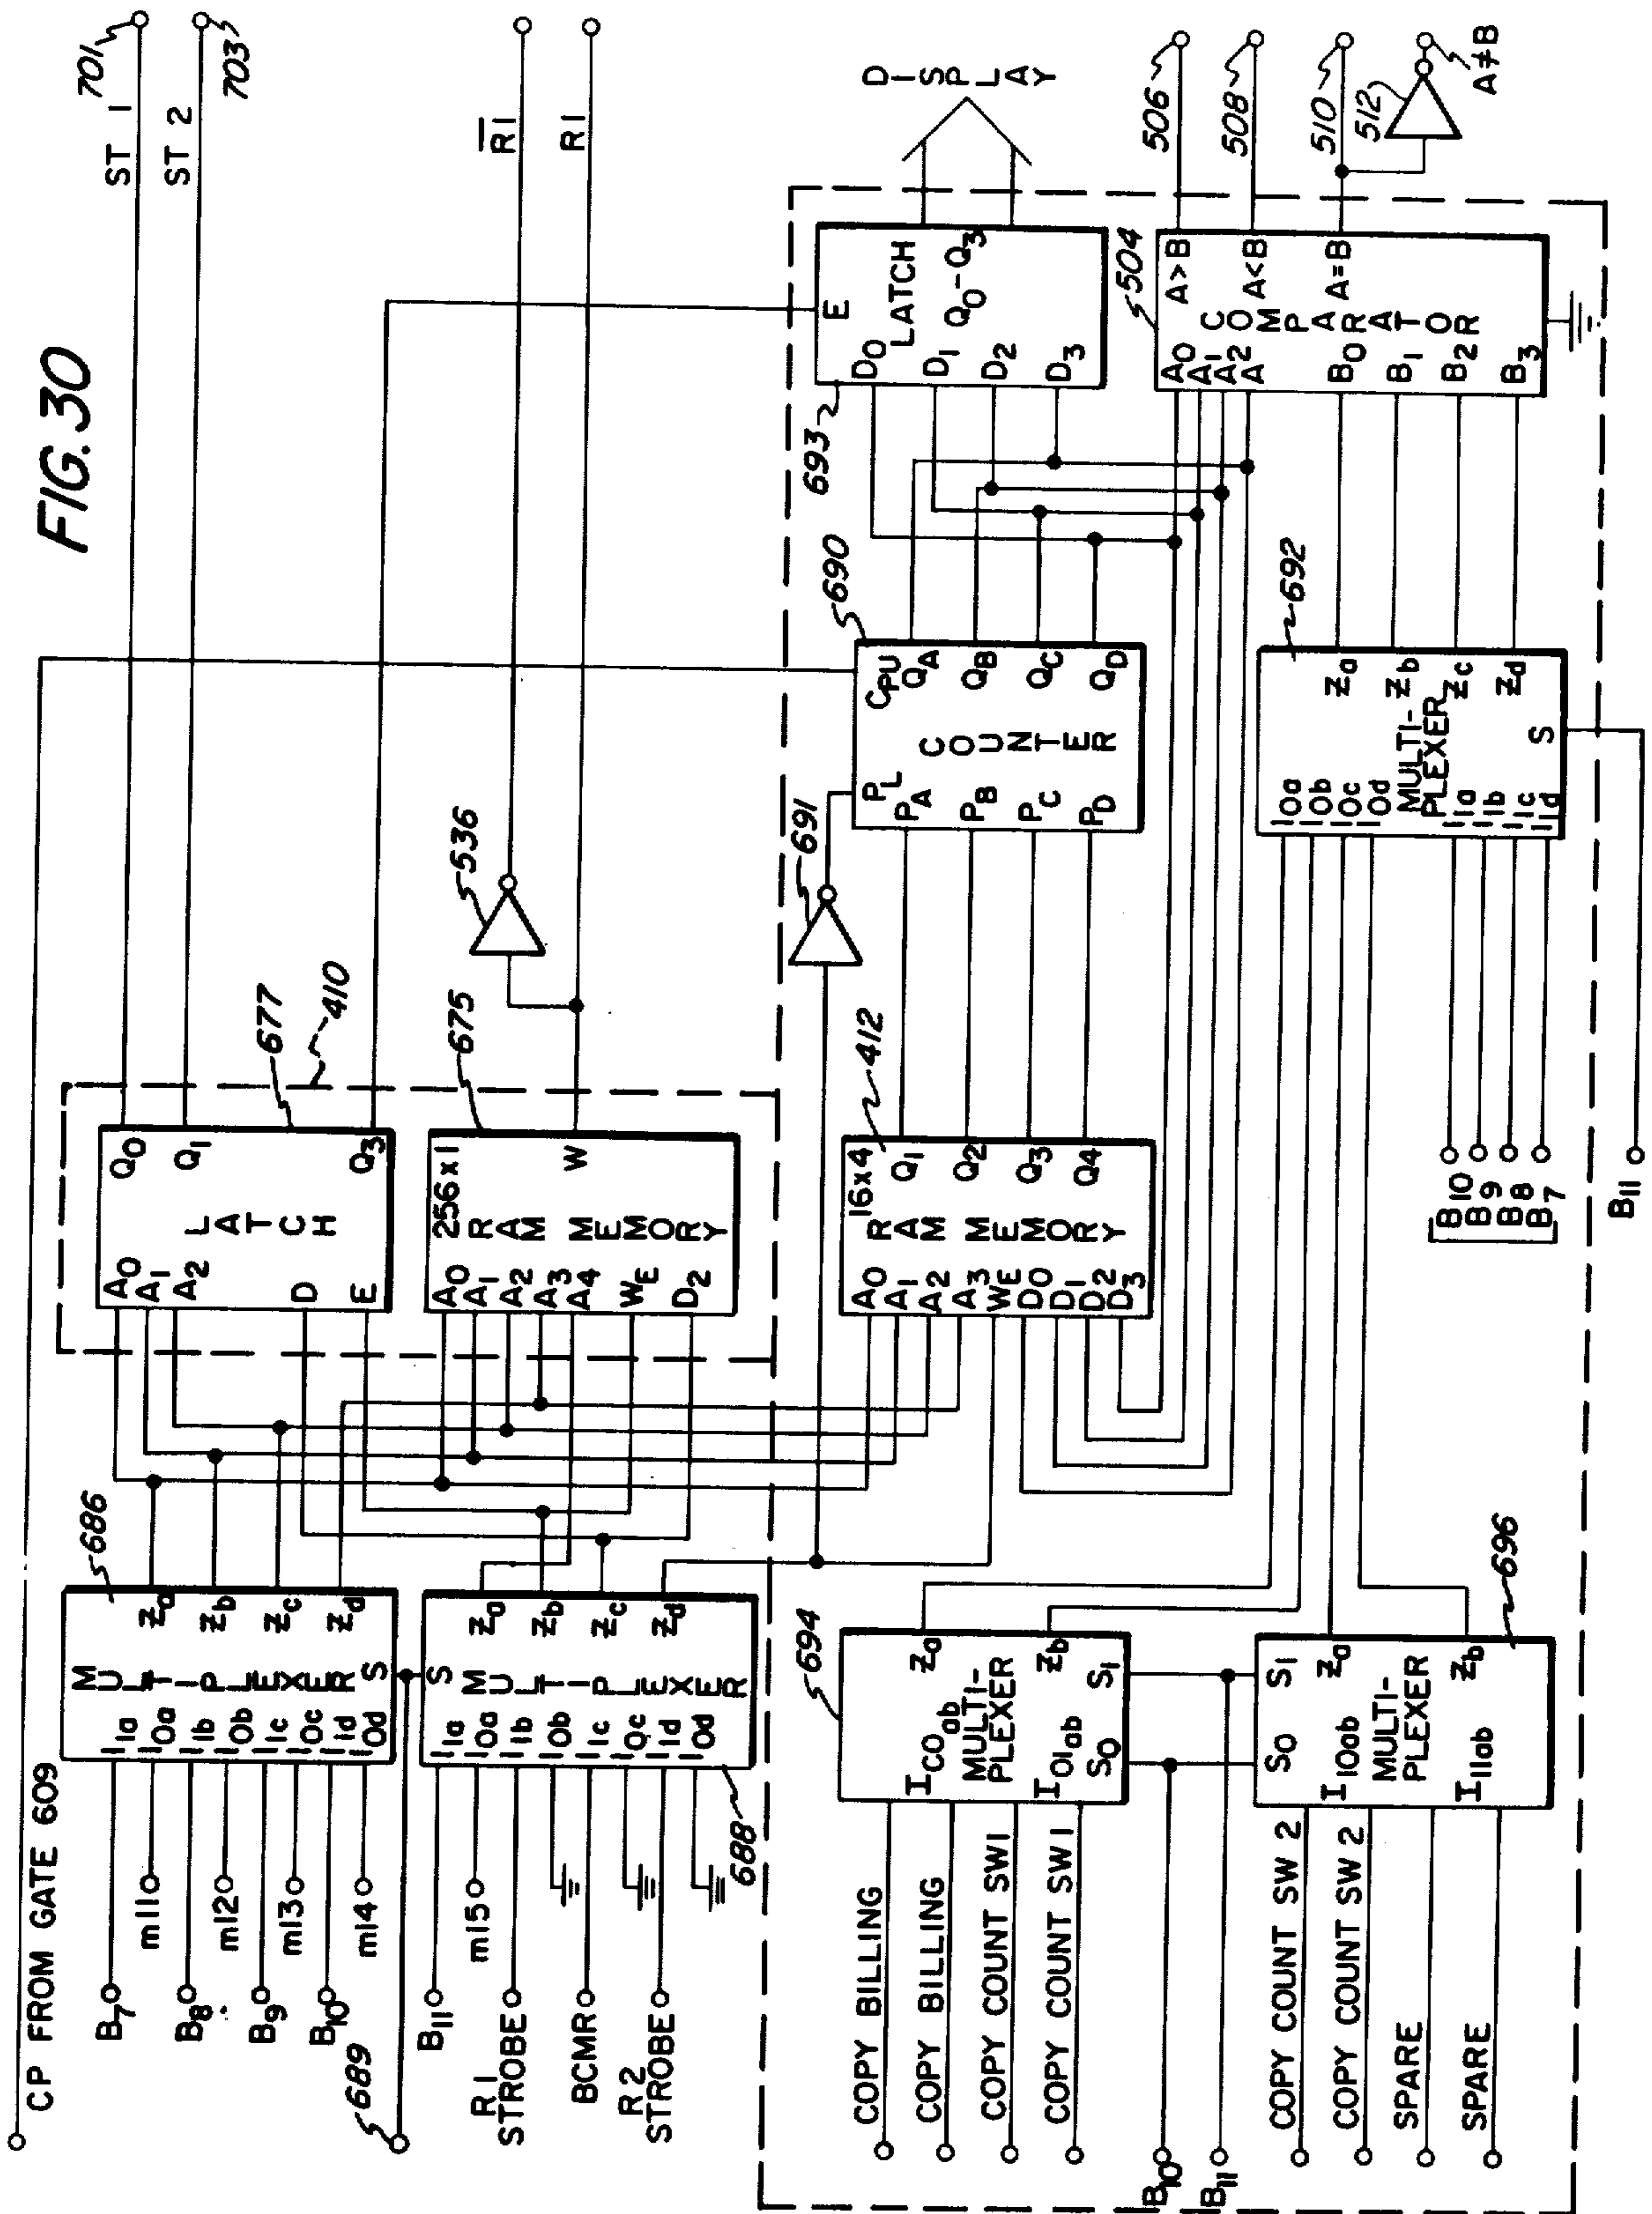 FIG. 30
CP FROM GATE 609
ST 1
701
ST 2
703
R1
R1
410
677
LATCH
A0
A1
A2
D
E
Q0
Q1
Q3
675
256x1
RAM MEMORY
A0
A1
A2
A3
A4
WE
D2
W
536
686
MULTIPLEXER
I1a
I0a
I1b
I0b
I1c
I0c
I1d
I0d
Za
Zb
Zc
Zd
S
B7
m11
B8
m12
B9
m13
B10
m14
689
688
MULTIPLEXER
S
I1a
I0a
I1b
I0b
I1c
I0c
I1d
I0d
Za
Zb
Zc
Zd
B11
m15
R1 STROBE
BCMR
R2 STROBE
691
412
16x4
RAM MEMORY
A0
A1
A2
A3
WE
D0
D1
D2
D3
Q1
Q2
Q3
Q4
690
COUNTER
PL
PA
PB
PC
PD
CPU
QA
QB
QC
QD
693
LATCH
E
D0
D1
D2
D3
Q0-Q3
DISPLAY
504
COMPARATOR
A0
A1
A2
A2
B0
B1
B2
B3
A>B
A<B
A=B
506
508
510
512
A≠B
692
MULTI-
PLEXER
I0a
I0b
I0c
I0d
I1a
I1b
I1c
I1d
Za
Zb
Zc
Zd
S
B10
B9
B8
B7
B11
694
MULTI-
PLEXER
IC0ab
I01ab
Za
Zb
S0
S1
COPY BILLING
COPY BILLING
COPY COUNT SW1
COPY COUNT SW1
B10
B11
696
MULTI-
PLEXER
S0
S1
I10ab
I11ab
Za
Zb
COPY COUNT SW 2
COPY COUNT SW 2
SPARE
SPARE